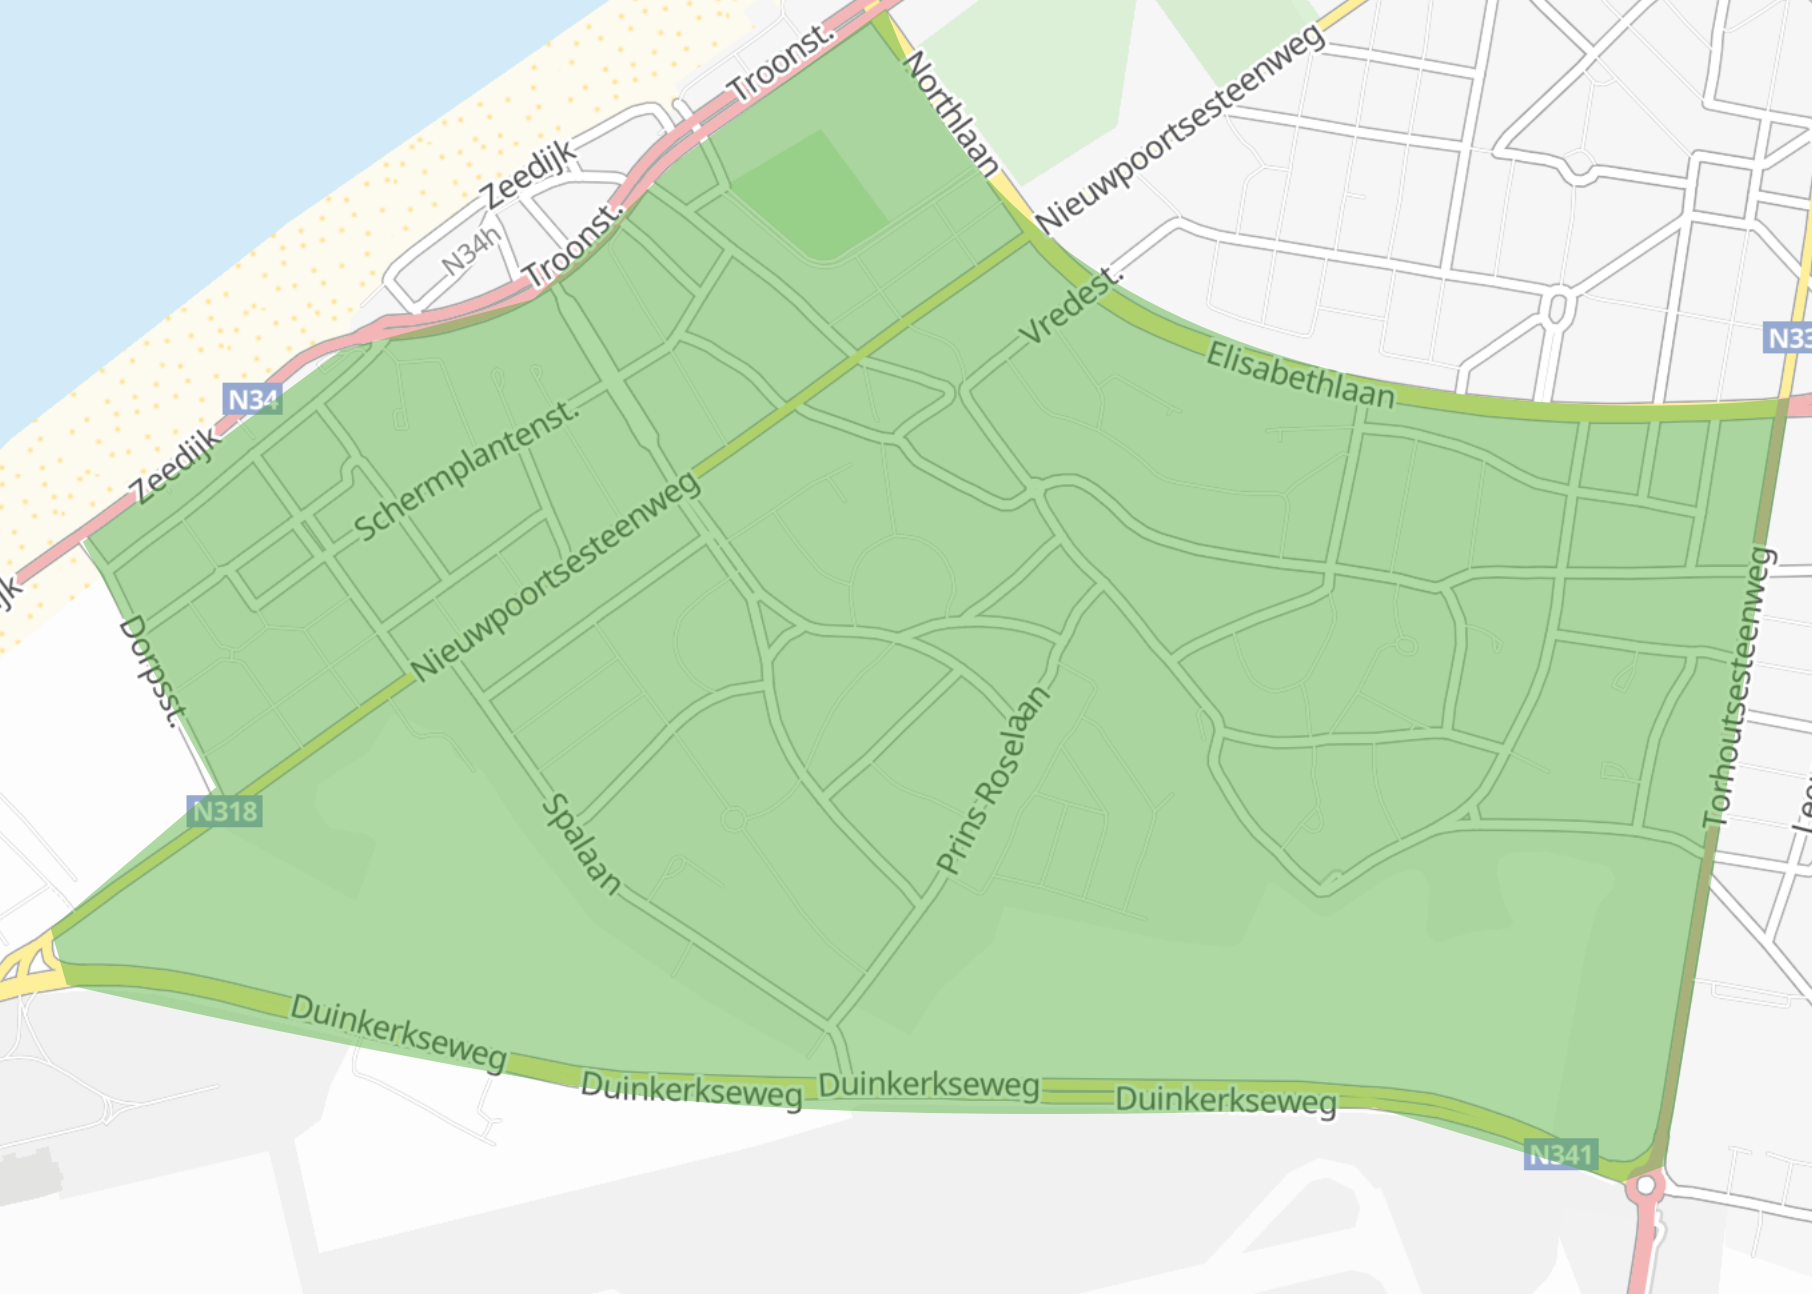 Troonst.
Northlaan
Nieuwpoortsesteenweg
Zeedijk
N34h
Troonst.
Vredest.
N33
Elisabethlaan
N34
Schermplantenst.
Zeedijk
Nieuwpoortsesteenweg
Dorpsst.
Torhoutsesteenweg
Prins Roselaan
N318
Spalaan
Duinkerkseweg
Duinkerkseweg
Duinkerkseweg
Duinkerkseweg
N341